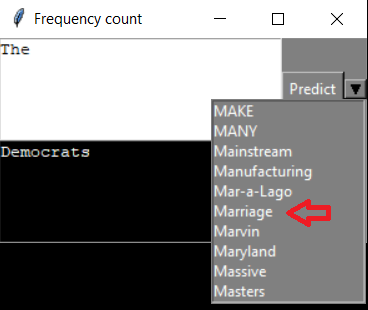 Frequency count
The
Predict
Democrats
MAKE
MANY
Mainstream
Manufacturing
Mar-a-Lago
Marriage
Marvin
Maryland
Massive
Masters